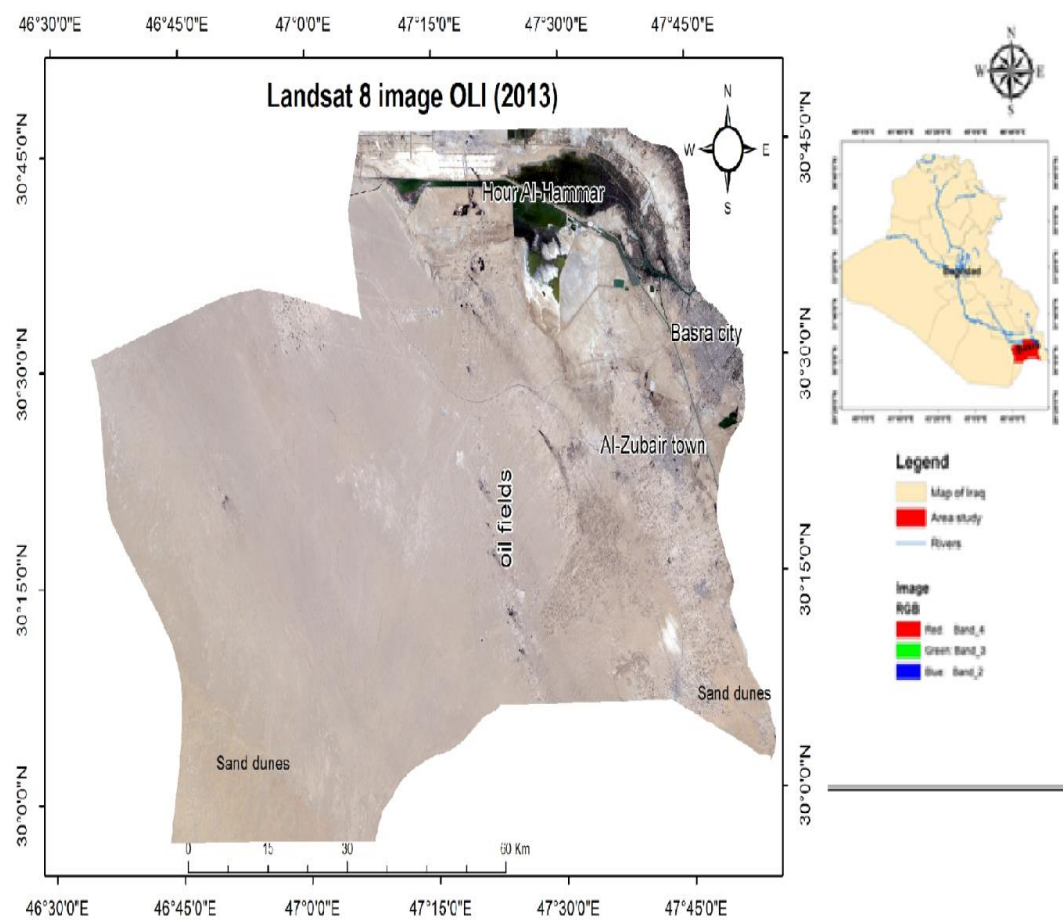 46°30'0"E 46°45'0"E 47°0'0"E 47°15'0"E 47°30'0"E 47°45'0"E
Landsat 8 image OLI (2013)
N
W E
S
30°45'0"N
30°45'0"N
Hour Al-Hammar
Basra city
30°30'0"N
30°30'0"N
Al-Zubair town
oil fields
30°15'0"N
30°15'0"N
Sand dunes
Sand dunes
30°0'0"N
30°0'0"N
0 15 30 60 Km
46°30'0"E 46°45'0"E 47°0'0"E 47°15'0"E 47°30'0"E 47°45'0"E
N
W E
S
Baghdad
Legend
Map of Iraq
Area study
Rivers
Image
RGB
Red: Band_4
Green: Band_3
Blue: Band_2